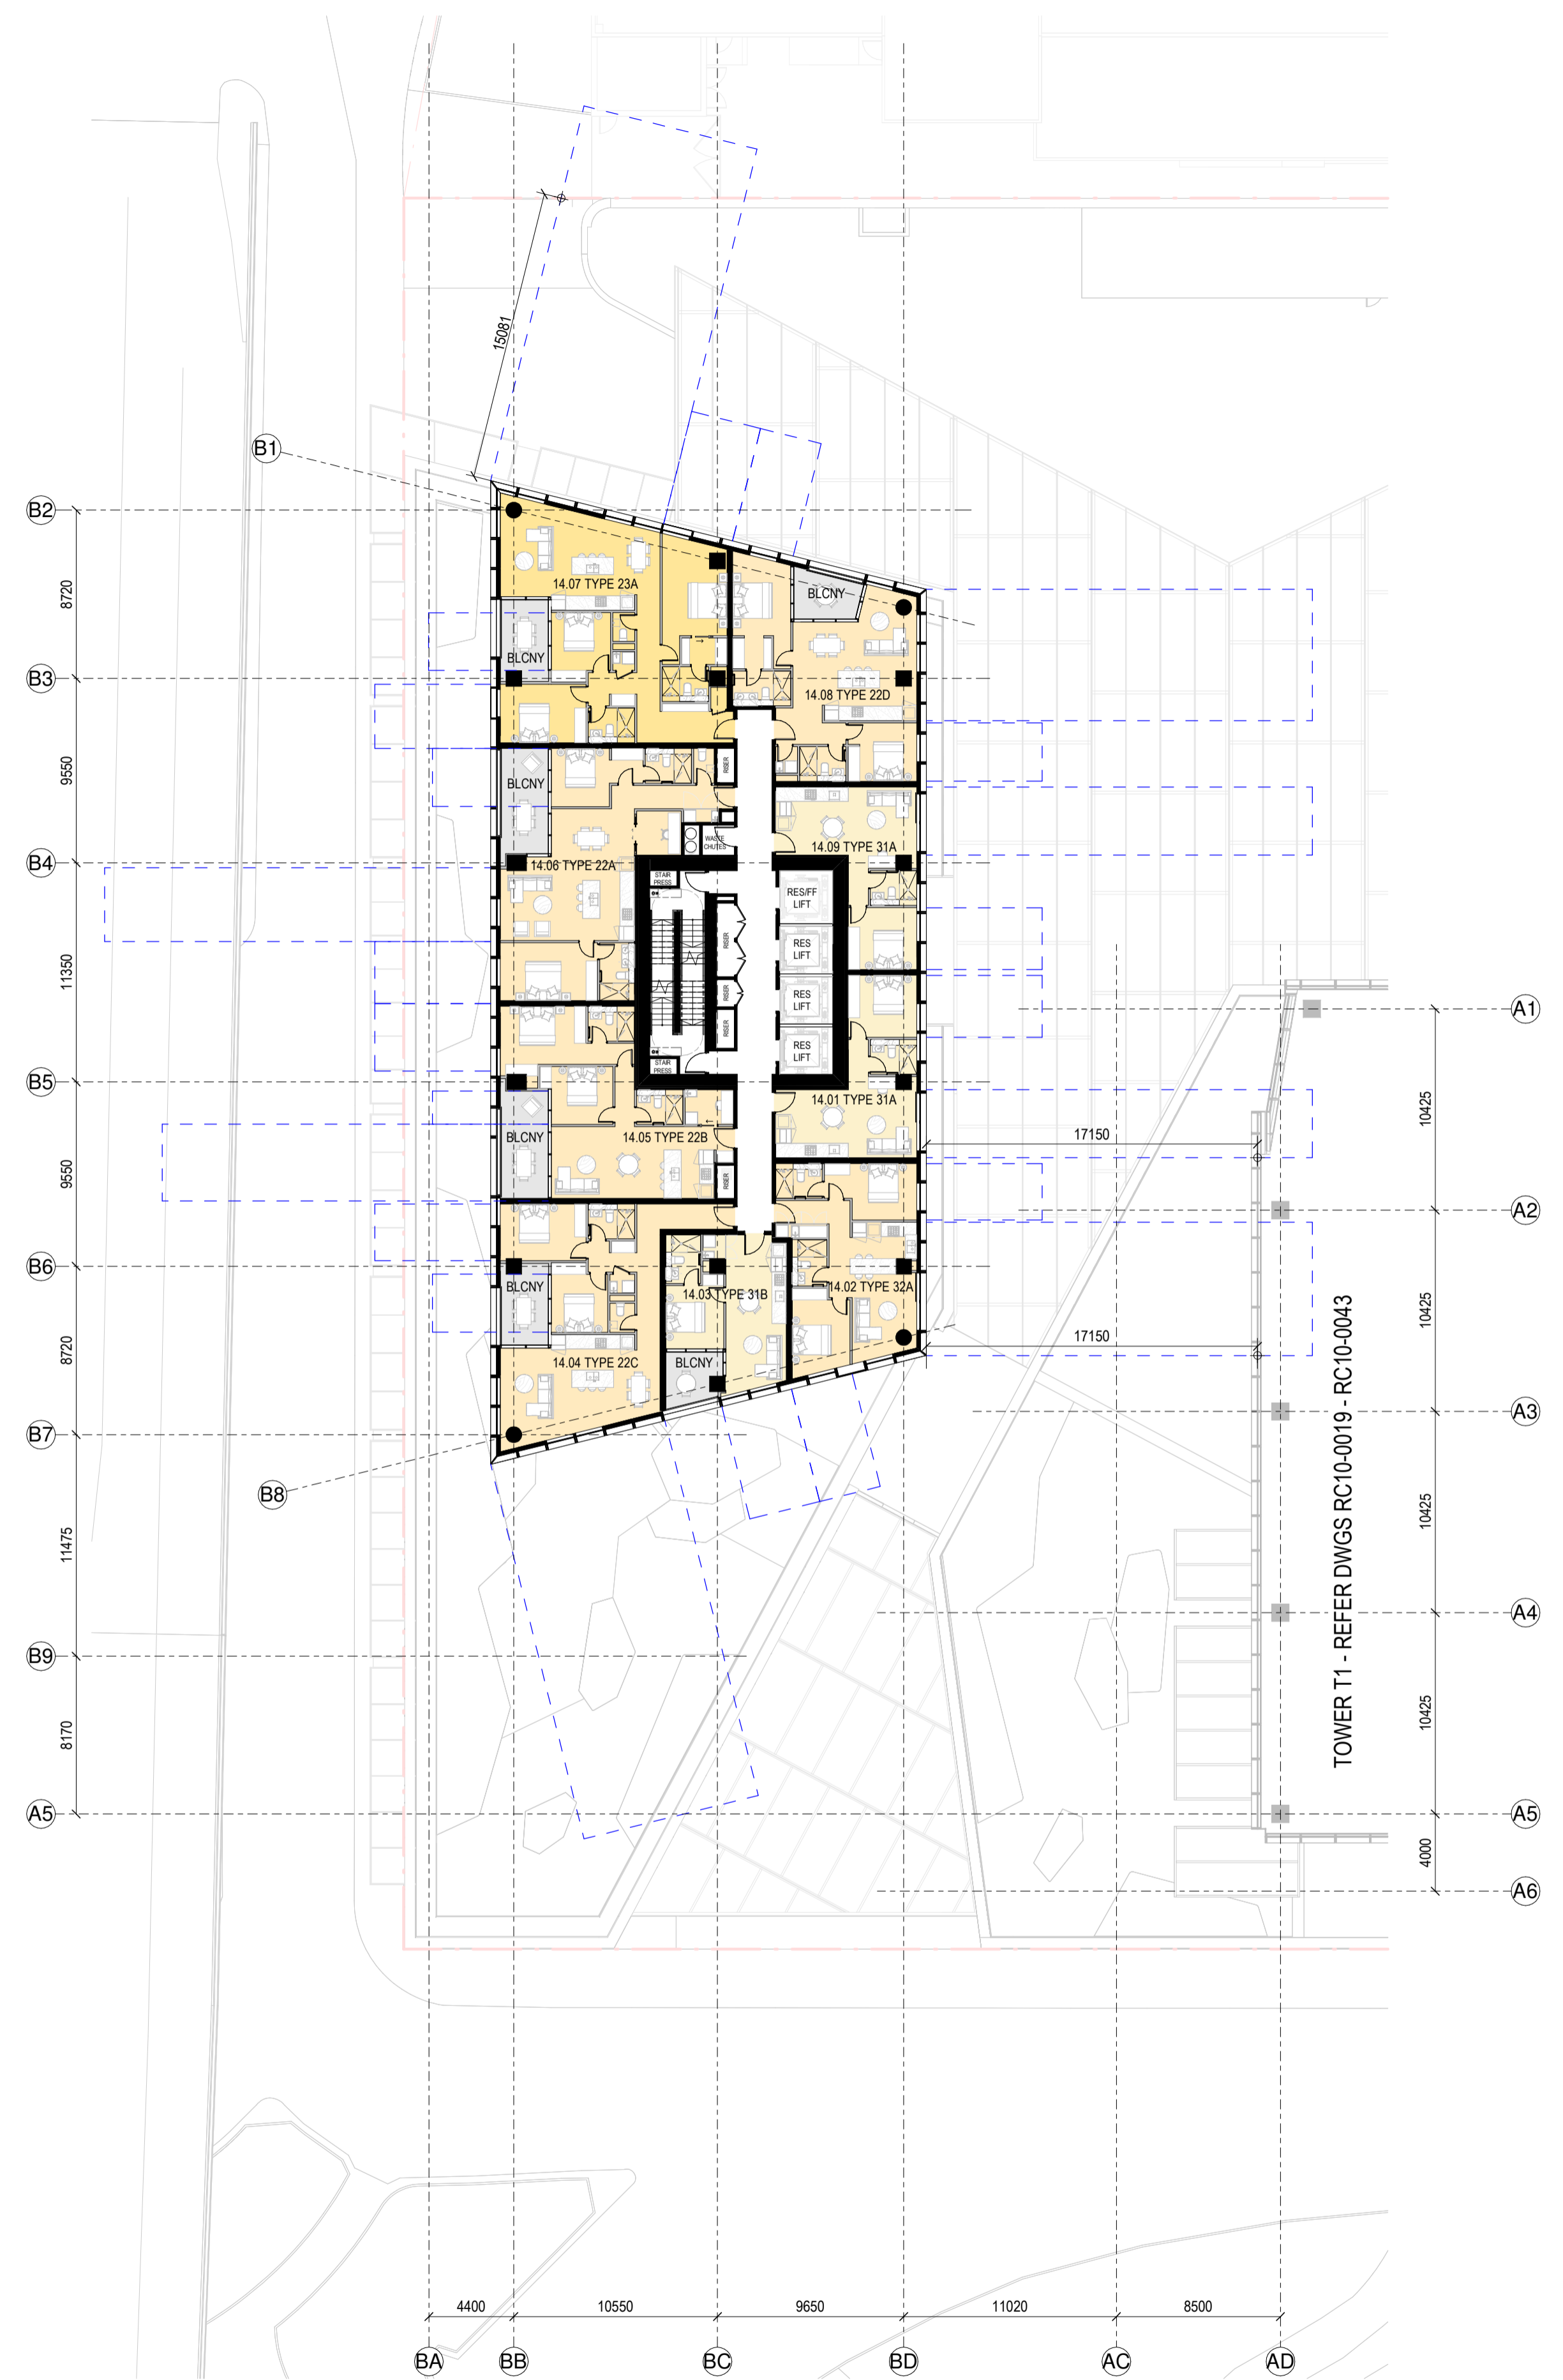 15081
B1
B2
8720
14.07 TYPE 23A
BLCNY
BLCNY
B3
14.08 TYPE 22D
9550
RISER
BLCNY
WASTE
CHUTES
14.09 TYPE 31A
B4
14.06 TYPE 22A
STAIR
PRESS
RES/FF
LIFT
RISER
RES
LIFT
11350
RISER
RES
LIFT
A1
RISER
RES
LIFT
STAIR
PRESS
B5
14.01 TYPE 31A
10425
BLCNY
14.05 TYPE 22B
17150
9550
RISER
A2
B6
BLCNY
14.03 TYPE 31B
14.02 TYPE 32A
10425
8720
14.04 TYPE 22C
BLCNY
17150
A3
B7
B8
11475
10425
TOWER T1 - REFER DWGS RC10-0019 - RC10-0043
A4
B9
8170
10425
A5
A5
4000
A6
4400
10550
9650
11020
8500
BA
BB
BC
BD
AC
AD